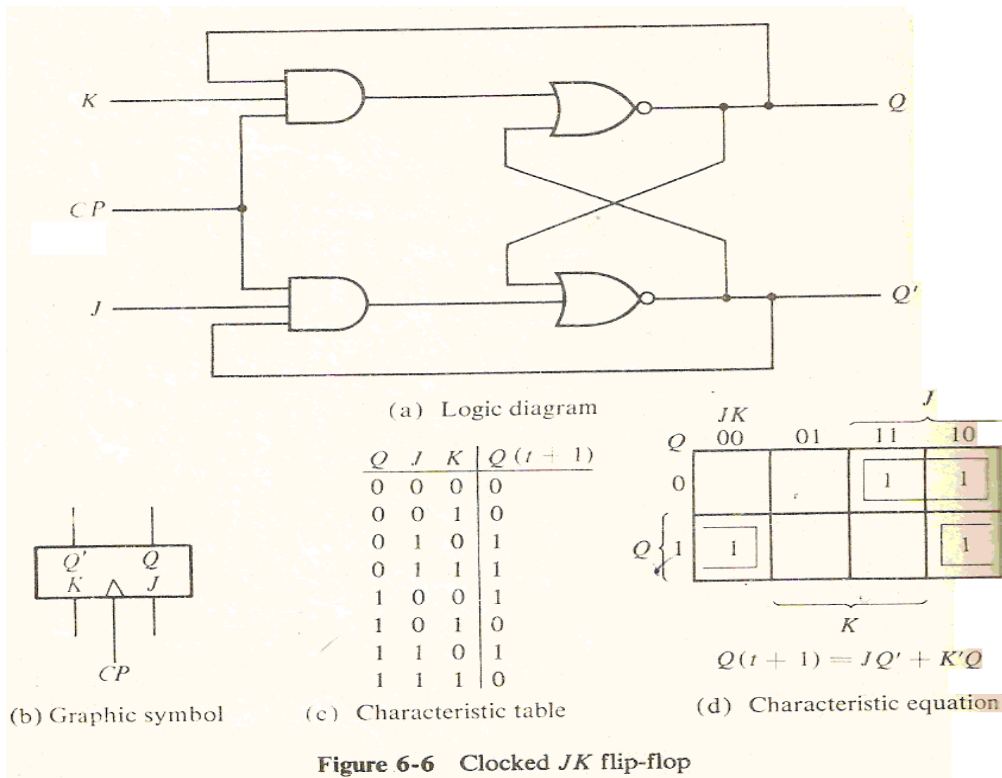 K
Q
CP
J
Q'
(a) Logic diagram
Q' Q
K J
CP
(b) Graphic symbol
Q J K Q (t + 1)
0 0 0 0
0 0 1 0
0 1 0 1
0 1 1 1
1 0 0 1
1 0 1 0
1 1 0 1
1 1 1 0
(c) Characteristic table
J
JK
Q 00 01 11 10
0 1 1
Q 1 1 1
K
Q(t + 1) = JQ' + K'Q
(d) Characteristic equation
Figure 6-6 Clocked JK flip-flop